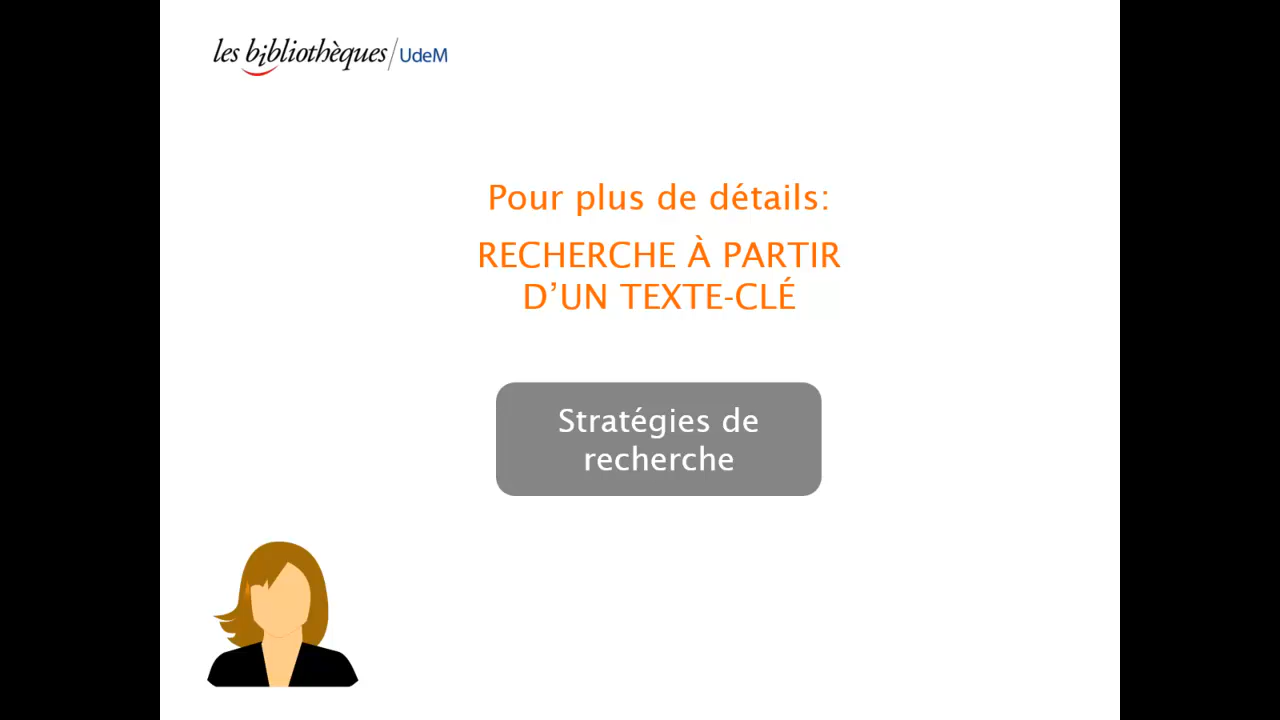 les bibliothèques/UdeM
Pour plus de détails:
RECHERCHE À PARTIR
D’UN TEXTE-CLÉ
Stratégies de
recherche